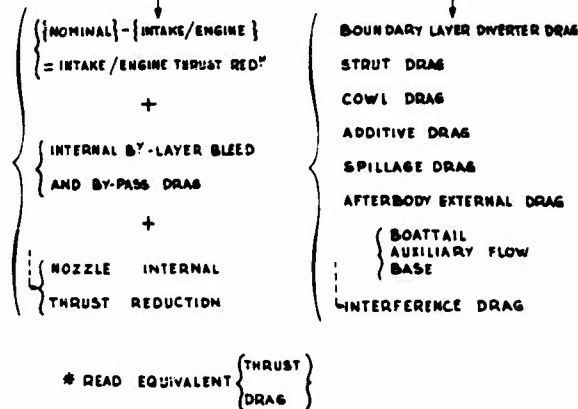 {NOMINAL}-{INTAKE/ENGINE}
= INTAKE/ENGINE THRUST REDN
+
INTERNAL BY-LAYER BLEED
AND BY-PASS DRAG
+
NOZZLE INTERNAL
THRUST REDUCTION
BOUNDARY LAYER DIVERTER DRAG
STRUT DRAG
COWL DRAG
ADDITIVE DRAG
SPILLAGE DRAG
AFTERBODY EXTERNAL DRAG
BOATTAIL
AUXILIARY FLOW
BASE
INTERFERENCE DRAG
* READ EQUIVALENT {THRUST
DRAG}